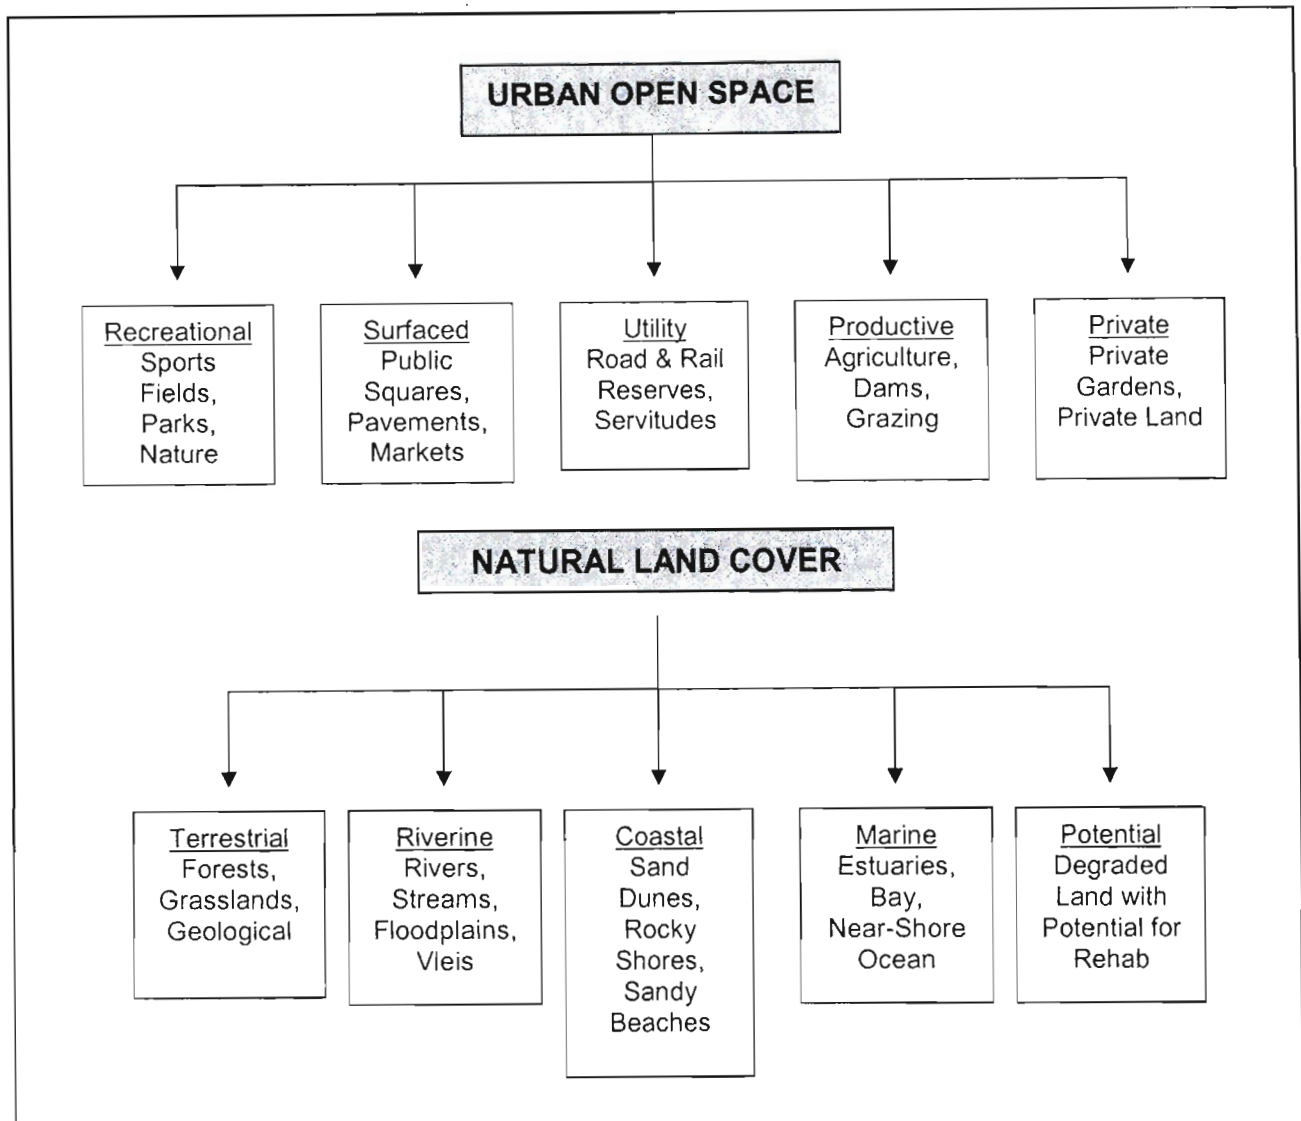 URBAN OPEN SPACE
Recreational
Sports
Fields,
Parks,
Nature
Surfaced
Public
Squares,
Pavements,
Markets
Utility
Road & Rail
Reserves,
Servitudes
Productive
Agriculture,
Dams,
Grazing
Private
Private
Gardens,
Private Land
NATURAL LAND COVER
Terrestrial
Forests,
Grasslands,
Geological
Riverine
Rivers,
Streams,
Floodplains,
Vleis
Coastal
Sand
Dunes,
Rocky
Shores,
Sandy
Beaches
Marine
Estuaries,
Bay,
Near-Shore
Ocean
Potential
Degraded
Land with
Potential for
Rehab